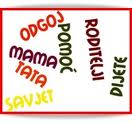 ODGOJ
POMOĆ
RODITELJI
DIJETE
MAMA
TATA
SAVJET